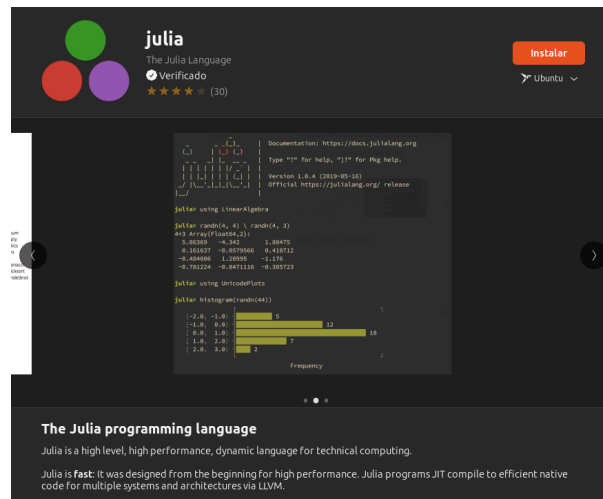 julia
The Julia Language
Verificado
(30)
Instalar
Ubuntu
Documentation: https://docs.julialang.org
Type "?" for help, "]?" for Pkg help.
Version 1.0.4 (2019-05-16)
Official https://julialang.org/ release
julia> using LinearAlgebra
julia> randn(4, 4) \ randn(4, 3)
4×3 Array{Float64,2}:
5.06369 -4.342 1.88475
0.161637 -0.0579566 0.418712
-0.484006 1.20595 -1.176
-0.781224 -0.0471116 -0.385723
julia> using UnicodePlots
julia> histogram(randn(44))
[-2.0, -1.0) 5
[-1.0, 0.0) 12
[ 0.0, 1.0) 18
[ 1.0, 2.0) 7
[ 2.0, 3.0) 2
Frequency
The Julia programming language
Julia is a high level, high performance, dynamic language for technical computing.
Julia is fast: It was designed from the beginning for high performance. Julia programs JIT compile to efficient native
code for multiple systems and architectures via LLVM.